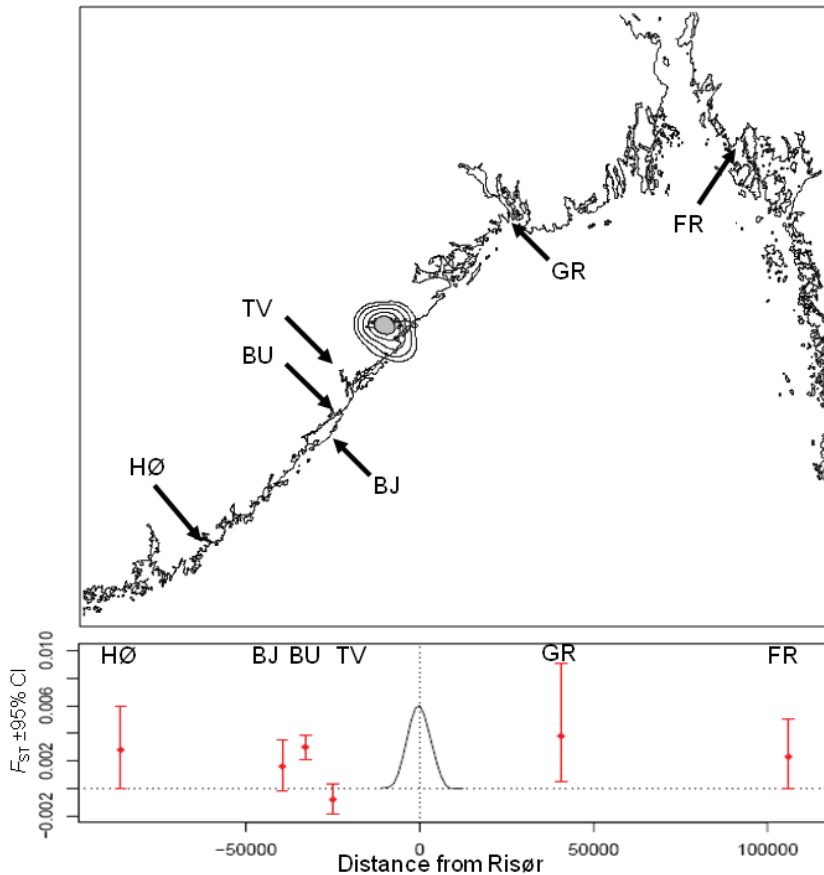 FR
GR
TV
BU
HØ
BJ
HØ BJ BU TV GR FR
0.010
0.006
0.002
−0.002
FST ±95% CI
−50000 0 50000 100000
Distance from Risør